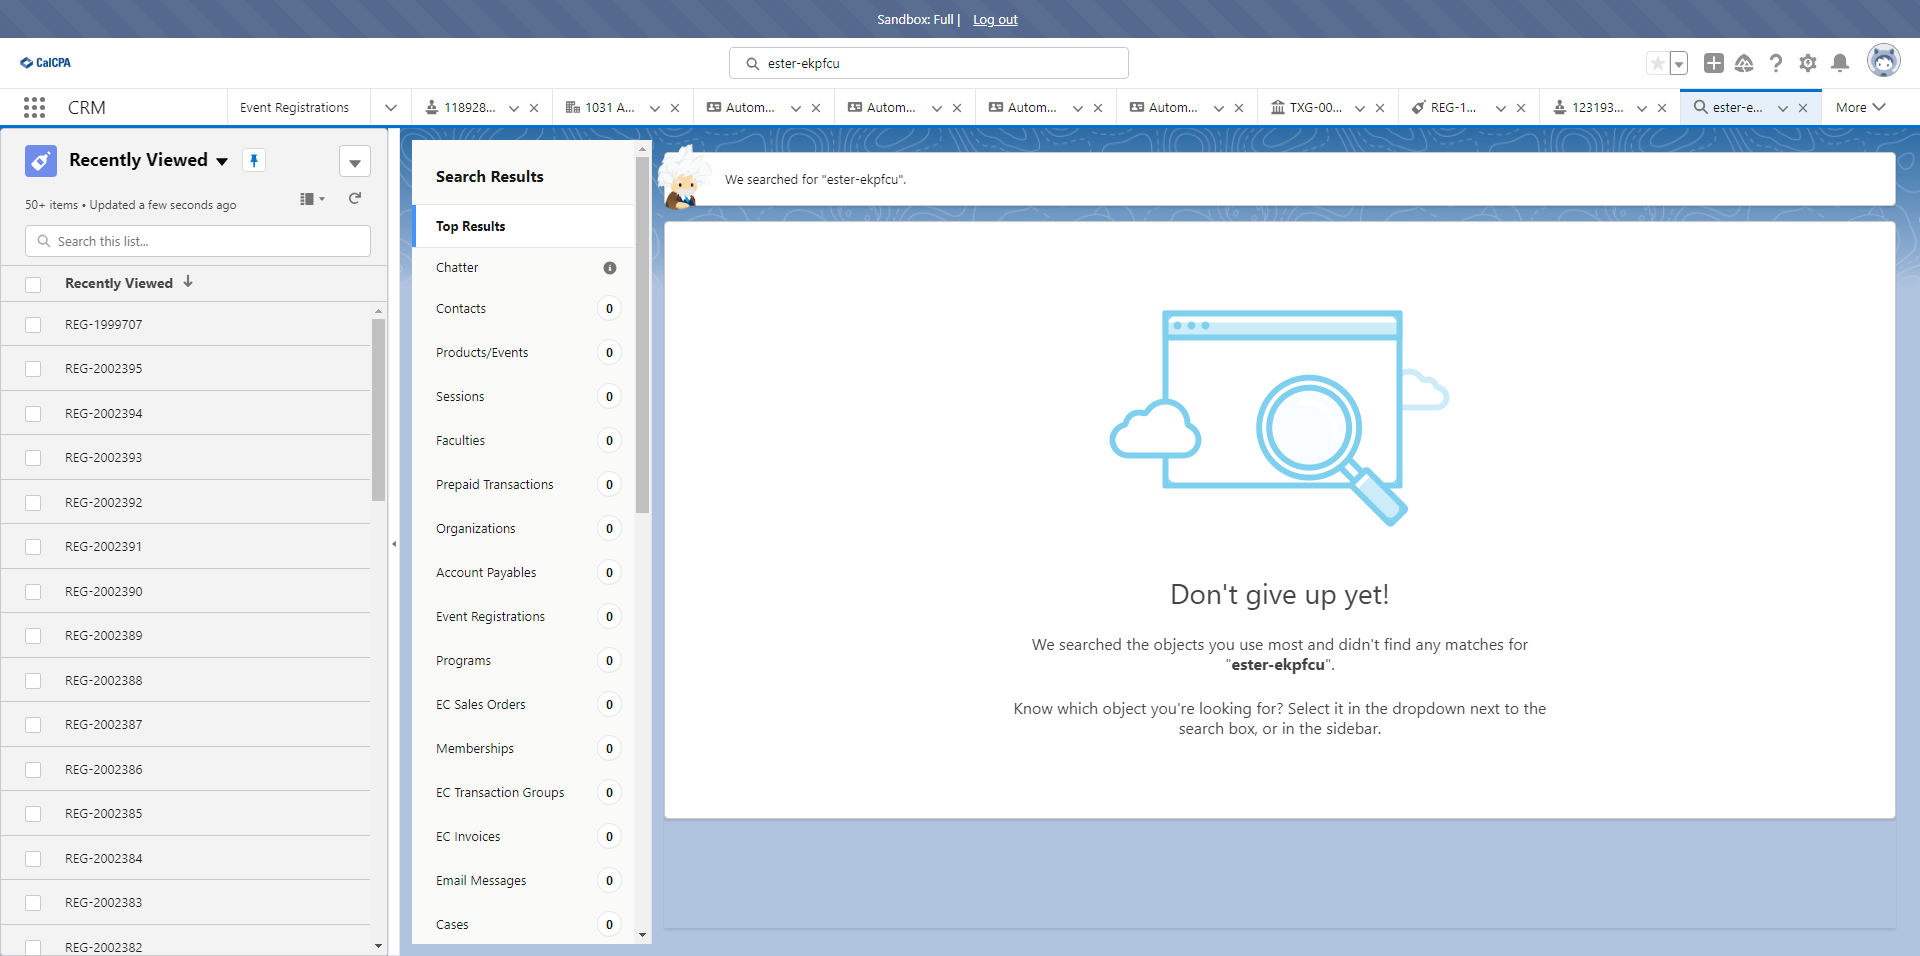 Sandbox: Full | Log out
CalCPA
ester-ekpfcu
CRM
Event Registrations
118928...
1031 A...
Autom...
Autom...
Autom...
Autom...
TXG-00...
REG-1...
123193...
ester-e...
More
Recently Viewed
50+ items • Updated a few seconds ago
Search this list...
Recently Viewed
REG-1999707
REG-2002395
REG-2002394
REG-2002393
REG-2002392
REG-2002391
REG-2002390
REG-2002389
REG-2002388
REG-2002387
REG-2002386
REG-2002385
REG-2002384
REG-2002383
REG-2002382
Search Results
Top Results
Chatter
Contacts 0
Products/Events 0
Sessions 0
Faculties 0
Prepaid Transactions 0
Organizations 0
Account Payables 0
Event Registrations 0
Programs 0
EC Sales Orders 0
Memberships 0
EC Transaction Groups 0
EC Invoices 0
Email Messages 0
Cases 0
We searched for "ester-ekpfcu".
Don't give up yet!
We searched the objects you use most and didn't find any matches for
"ester-ekpfcu".
Know which object you're looking for? Select it in the dropdown next to the
search box, or in the sidebar.